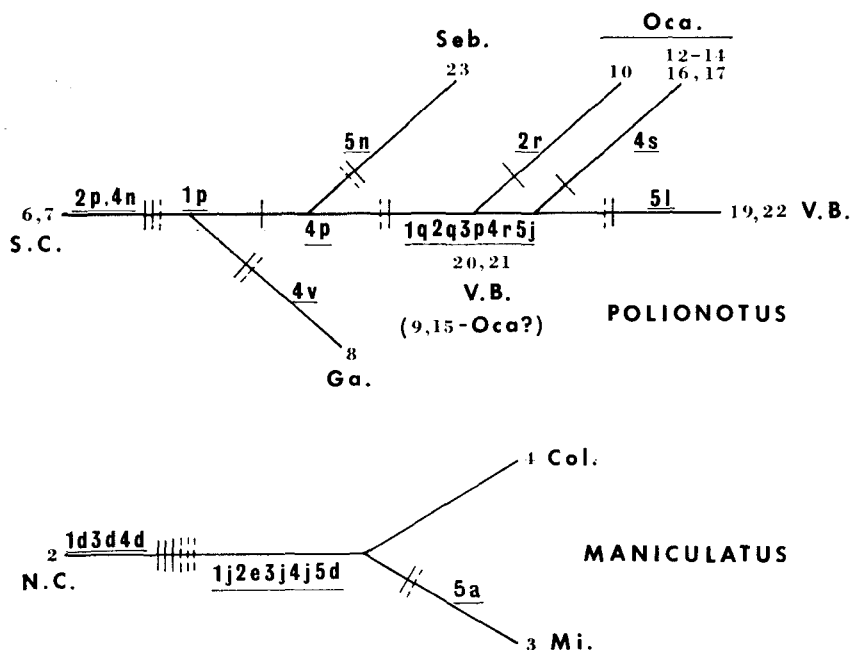 Seb.
23
Oca.
12-14
10 16,17
5n
2r
4s
2p.4n
1p
6,7
S.C.
4p
1q2q3p4r5j
5l
19,22 V.B.
20,21
V.B.
(9,15-Oca?)
4v
POLIONOTUS
8
Ga.
4 Col.
1d3d4d
2
N.C.
1j2e3j4j5d
MANICULATUS
5a
3 Mi.